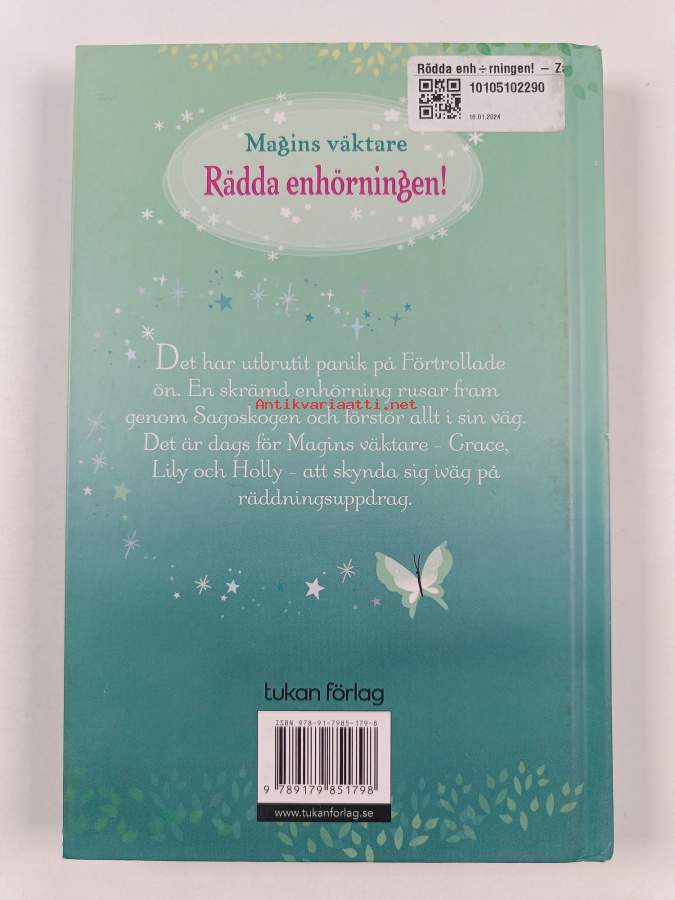 Rõdda enh÷rningen! – Za
10105102290
16.01.2024
Magins väktare
Rädda enhörningen!
Det har utbrutit panik på Förtrollade
ön. En skrämd enhörning rusar fram
Antikvariaatti.net
genom Sagoskogen och förstör allt i sin väg.
Det är dags för Magins väktare – Grace,
Lily och Holly – att skynda sig iväg på
räddningsuppdrag.
tukan förlag
ISBN 978-91-7985-179-8
9 789179 851798
www.tukanforlag.se